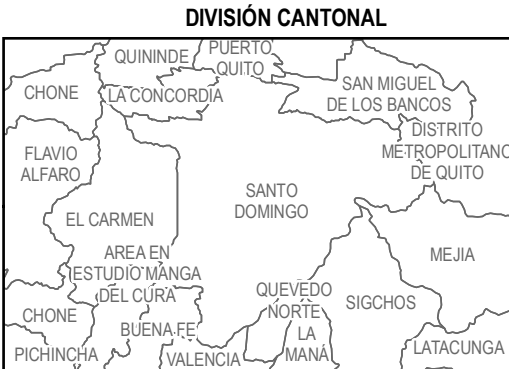 DIVISIÓN CANTONAL
QUININDE
PUERTO
QUITO
CHONE
LA CONCORDIA
SAN MIGUEL
DE LOS BANCOS
DISTRITO
METROPOLITANO
DE QUITO
FLAVIO
ALFARO
SANTO
DOMINGO
EL CARMEN
AREA EN
ESTUDIO MANGA
DEL CURA
MEJIA
QUEVEDO
NORTE
SIGCHOS
CHONE
BUENA FE
LA
MANÁ
PICHINCHA
VALENCIA
LATACUNGA